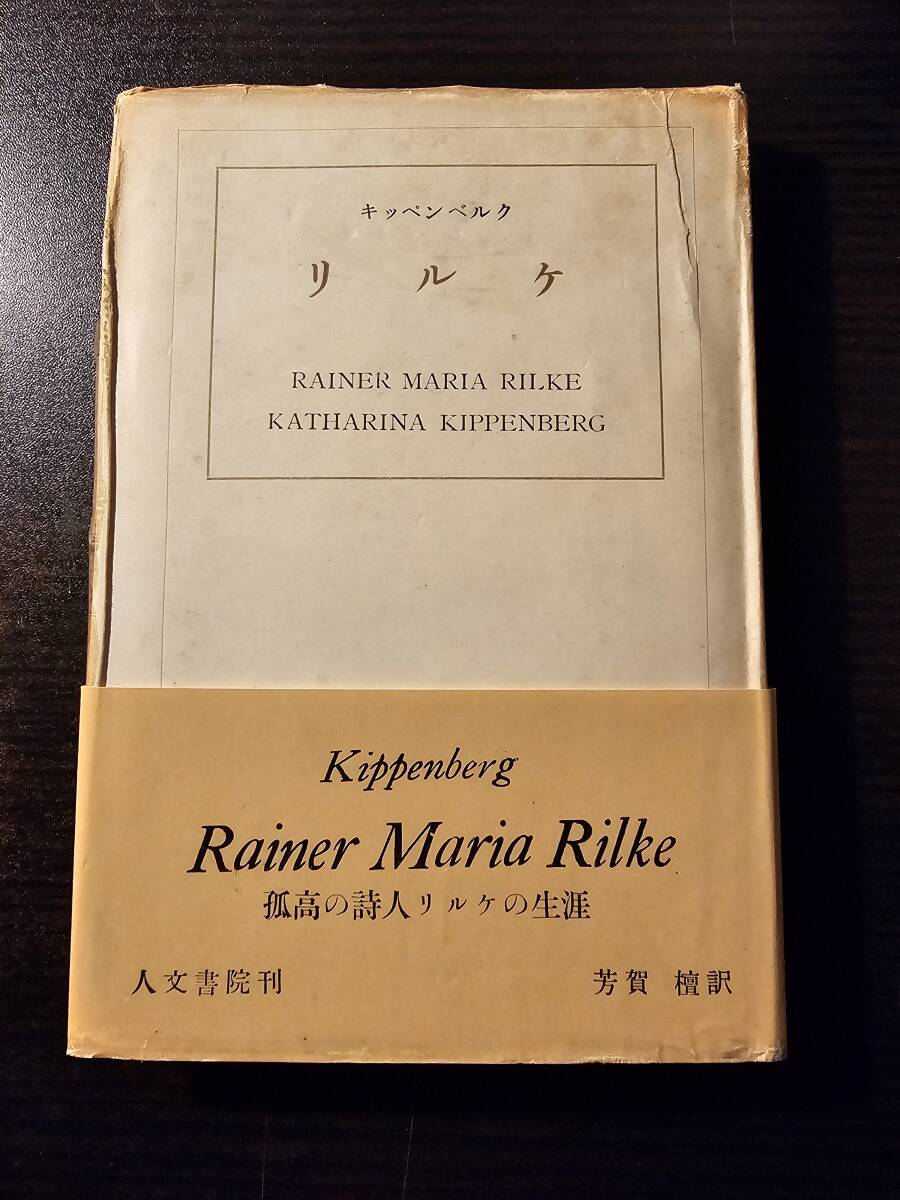 キッペンベルク
リルケ
RAINER MARIA RILKE
KATHARINA KIPPENBERG
Kippenberg
Rainer Maria Rilke
孤高の詩人リルケの生涯
人文書院刊 芳賀 檀訳